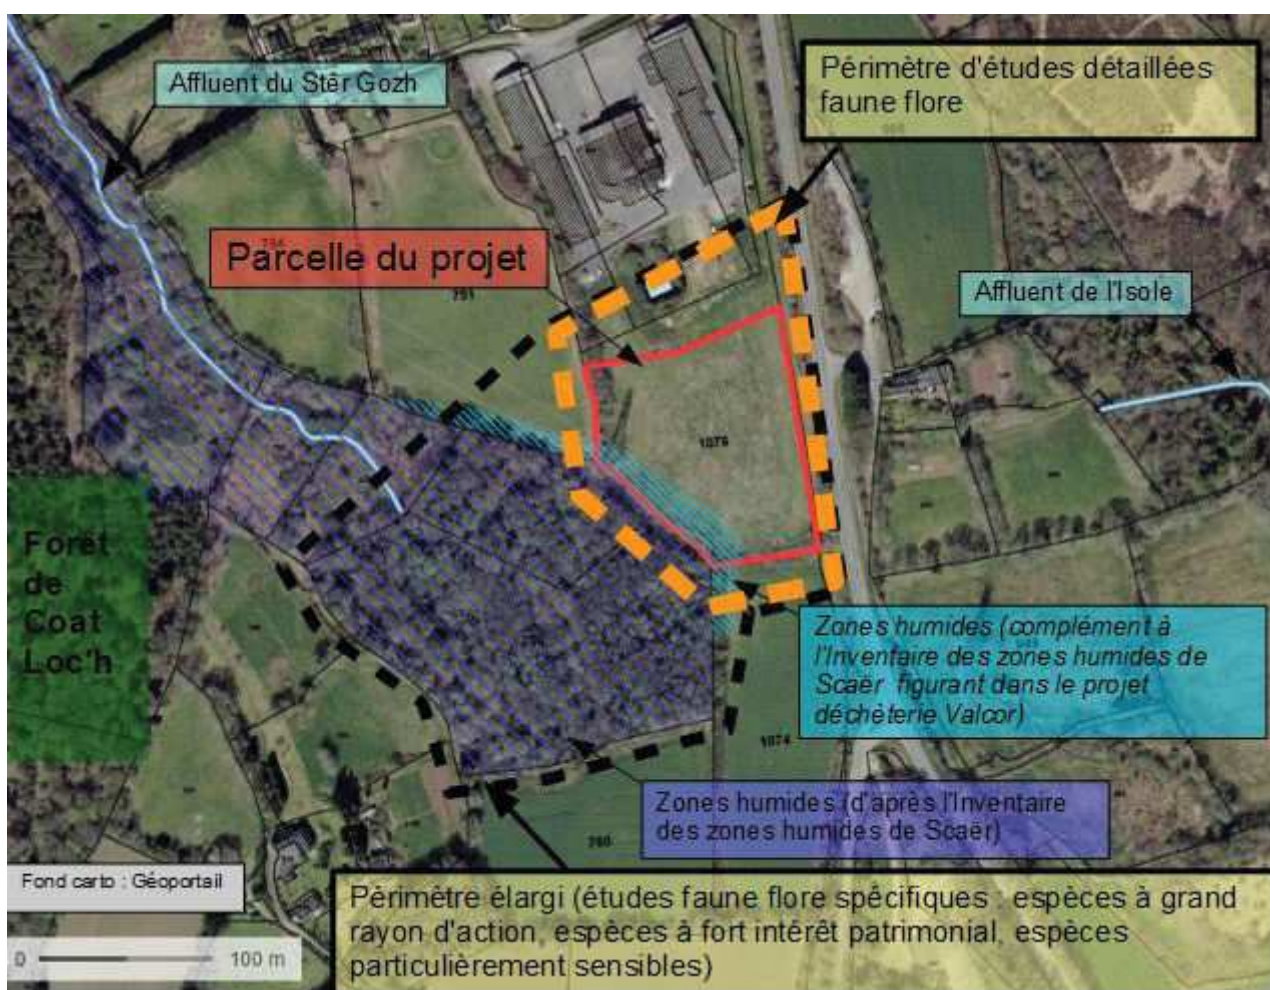 Affluent du Stêr Gozh
Périmètre d'études détaillées
faune flore
Parcelle du projet
791
Affluent de l'Isole
1076
Forêt
de
Coat
Loc'h
Zones humides (complément à
l'Inventaire des zones humides de
Scaër figurant dans le projet
déchèterie Valcor)
1074
Zones humides (d'après l'Inventaire
des zones humides de Scaër)
Fond carto : Géoportail
Périmètre élargi (études faune flore spécifiques : espèces à grand
rayon d'action, espèces à fort intérêt patrimonial, espèces
particulièrement sensibles)
0 100 m